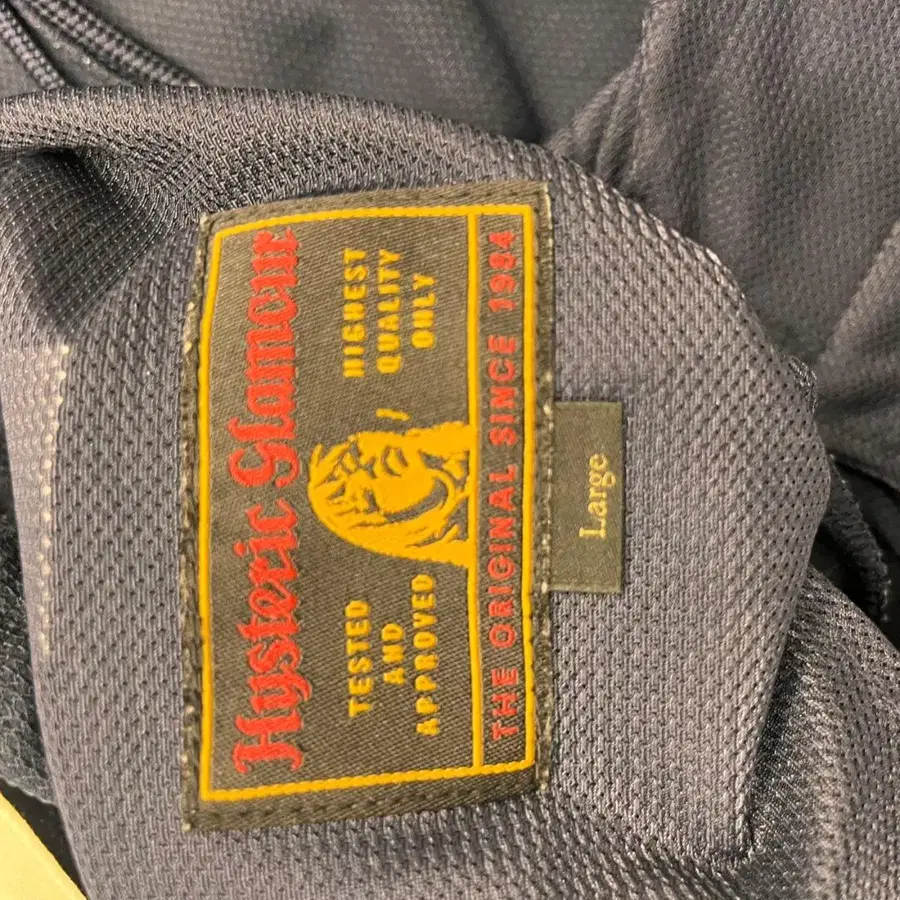 Hysteric Glamour
TESTED
AND
APPROVED
HIGHEST
QUALITY
ONLY
THE ORIGINAL SINCE 1984
Large